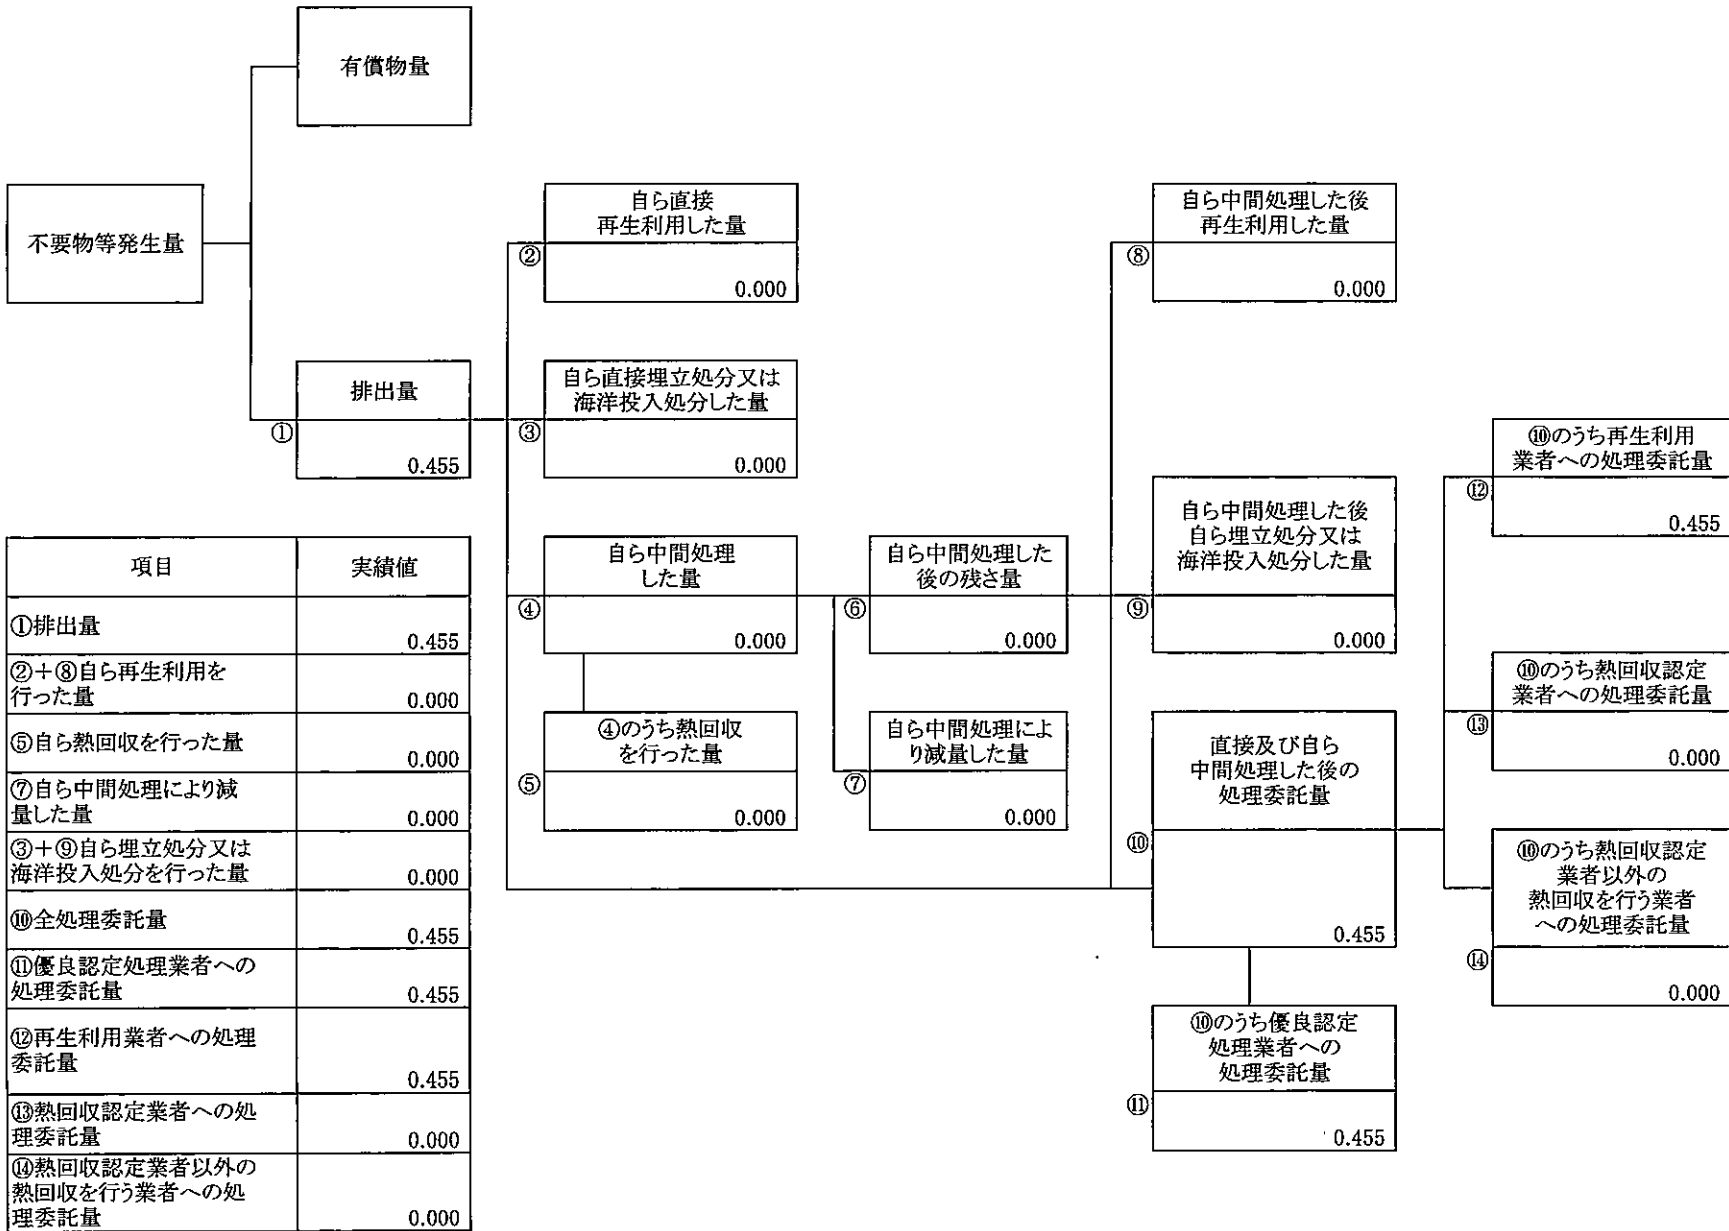 有償物量
不要物等発生量
排出量
①
0.455
自ら直接
再生利用した量
②
0.000
自ら直接埋立処分又は
海洋投入処分した量
③
0.000
自ら中間処理
した量
④
0.000
④のうち熱回収
を行った量
⑤
0.000
自ら中間処理した
後の残さ量
⑥
0.000
自ら中間処理によ
り減量した量
⑦
0.000
自ら中間処理した後
再生利用した量
⑧
0.000
自ら中間処理した後
自ら埋立処分又は
海洋投入処分した量
⑨
0.000
直接及び自ら
中間処理した後の
処理委託量
⑩
0.455
⑩のうち優良認定
処理業者への
処理委託量
⑪
0.455
⑩のうち再生利用
業者への処理委託量
⑫
0.455
⑩のうち熱回収認定
業者への処理委託量
⑬
0.000
⑩のうち熱回収認定
業者以外の
熱回収を行う業者
への処理委託量
⑭
0.000
項目 実績値
①排出量 0.455
②+⑧自ら再生利用を
行った量 0.000
⑤自ら熱回収を行った量 0.000
⑦自ら中間処理により減
量した量 0.000
③+⑨自ら埋立処分又は
海洋投入処分を行った量 0.000
⑩全処理委託量 0.455
⑪優良認定処理業者への
処理委託量 0.455
⑫再生利用業者への処理
委託量 0.455
⑬熱回収認定業者への処
理委託量 0.000
⑭熱回収認定業者以外の
熱回収を行う業者への処
理委託量 0.000